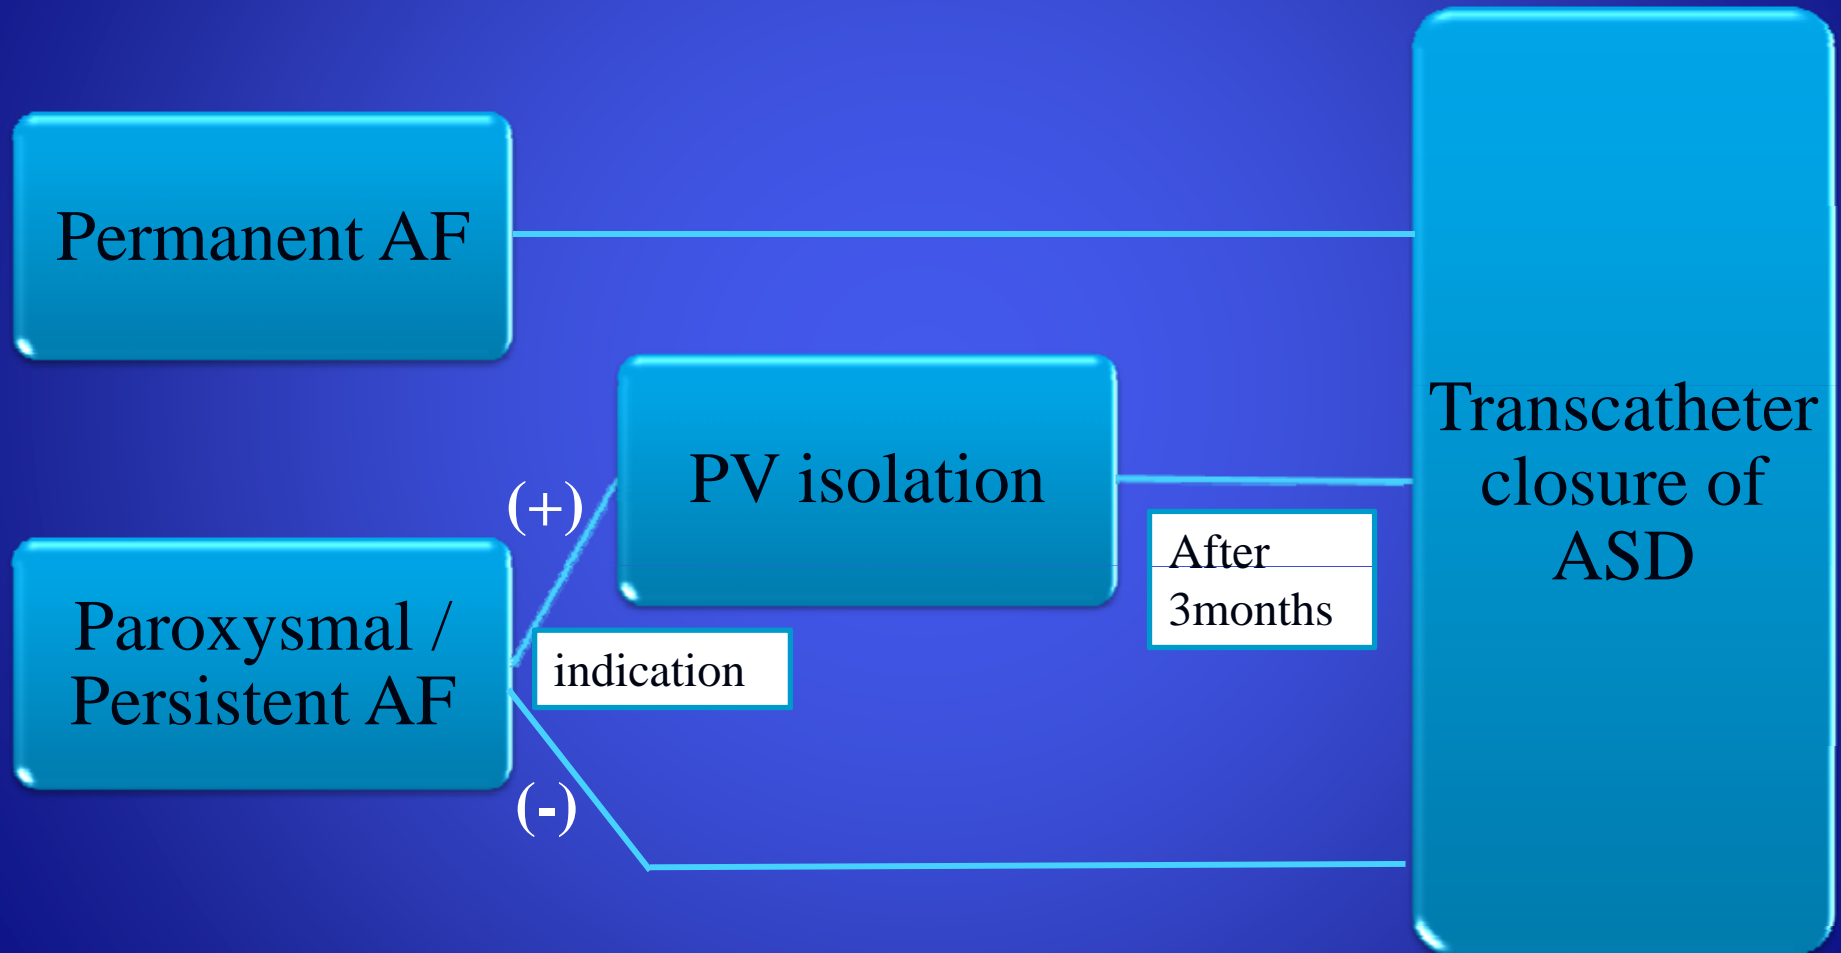 Permanent AF
Paroxysmal /
Persistent AF
(+)
indication
(-)
PV isolation
After
3months
Transcatheter
closure of
ASD